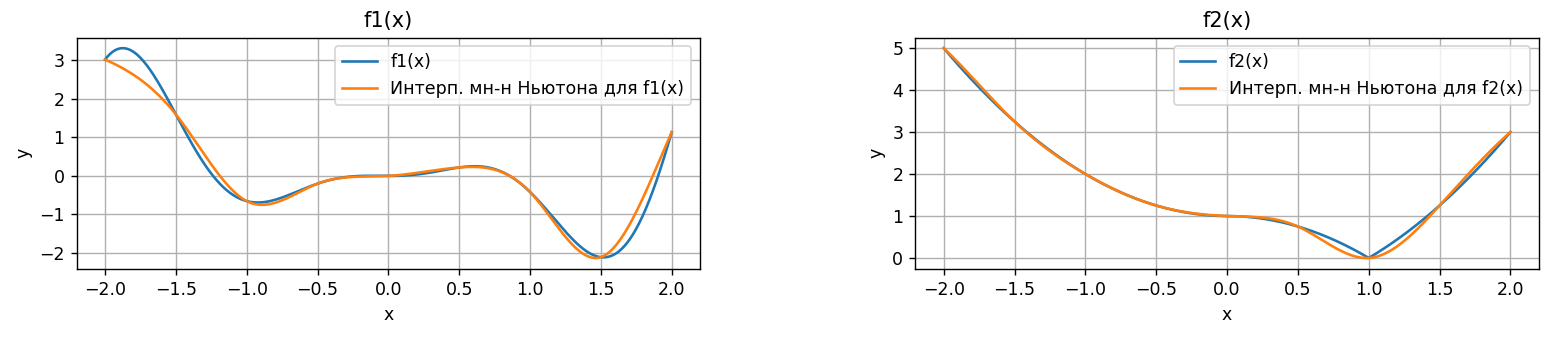 f1(x)
3
2
1
0
−1
−2
y
−2.0 −1.5 −1.0 −0.5 0.0 0.5 1.0 1.5 2.0
x
f1(x)
Интерп. мн-н Ньютона для f1(x)
f2(x)
5
4
3
2
1
0
y
−2.0 −1.5 −1.0 −0.5 0.0 0.5 1.0 1.5 2.0
x
f2(x)
Интерп. мн-н Ньютона для f2(x)